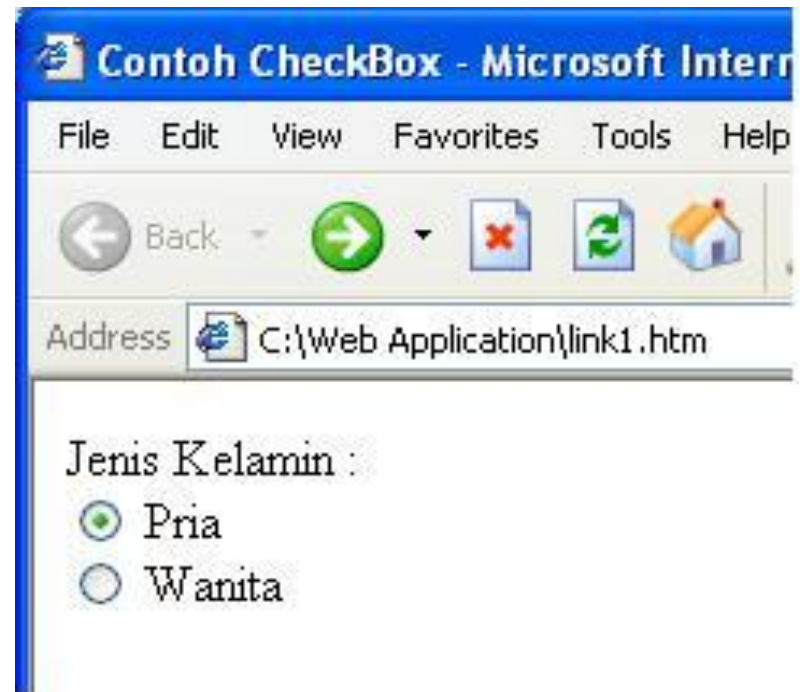 Contoh CheckBox - Microsoft Intern
File Edit View Favorites Tools Help
Back
Address C:\Web Application\link1.htm
Jenis Kelamin :
Pria
Wanita